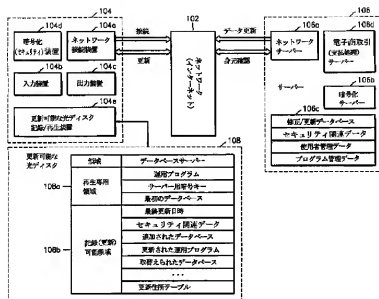 104
104d
暗号化
(セキュリティ)装置
104a
ネットワーク
接続装置
104b
入力装置
104c
出力装置
104e
更新可能な光ディスク
記録/再生装置
接続
更新
102
ネットワーク
(インターネット)
データ更新
身元確認
106
106a
ネットワーク
サーバー
106d
電子商取引
(支払処理)
サーバー
106b
暗号化
サーバー
サーバー
106c
修正/更新データベース
セキュリティ関連データ
使用者管理データ
プログラム管理データ
108
更新可能な
光ディスク
領域
データベースサーバー
108a
再生専用
領域
運用プログラム
サーバー用暗号キー
最初のデータベース
108b
記録(更新)
可能領域
最終更新日時
セキュリティ関連データ
追加されたデータベース
更新された運用プログラム
取替えられたデータベース
...
更新住所テーブル